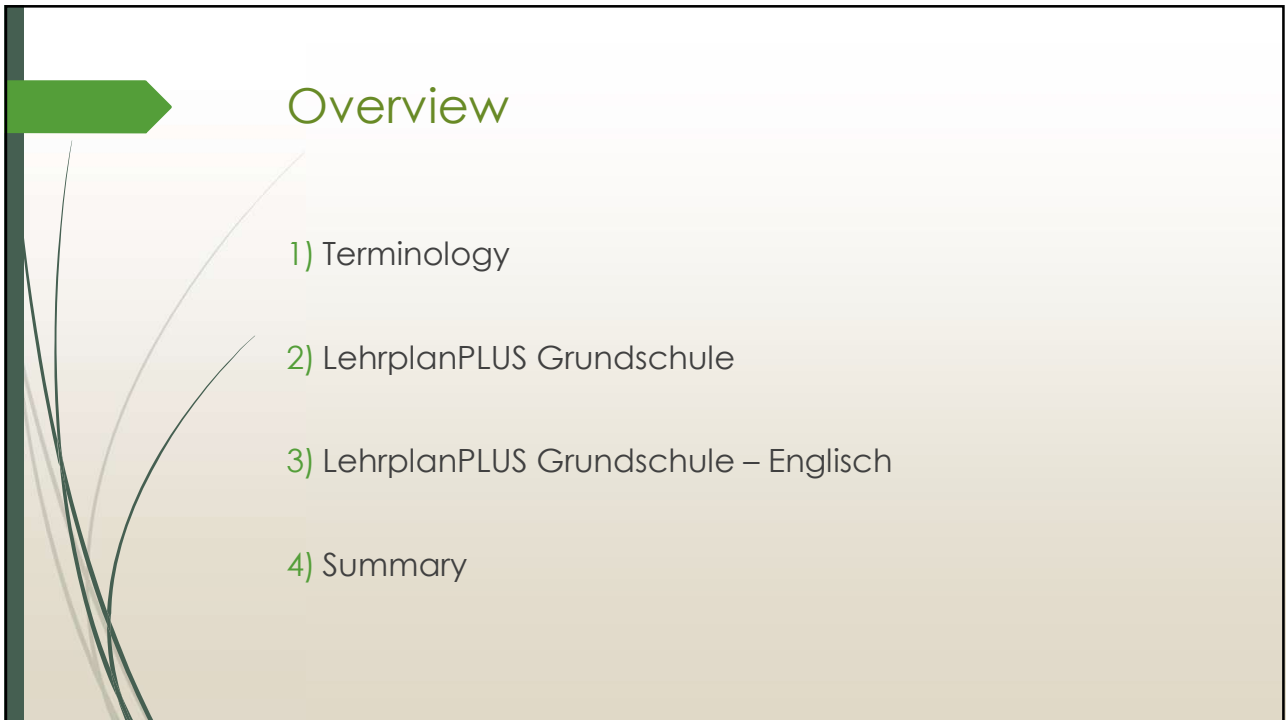 Overview
1) Terminology
2) LehrplanPLUS Grundschule
3) LehrplanPLUS Grundschule – Englisch
4) Summary